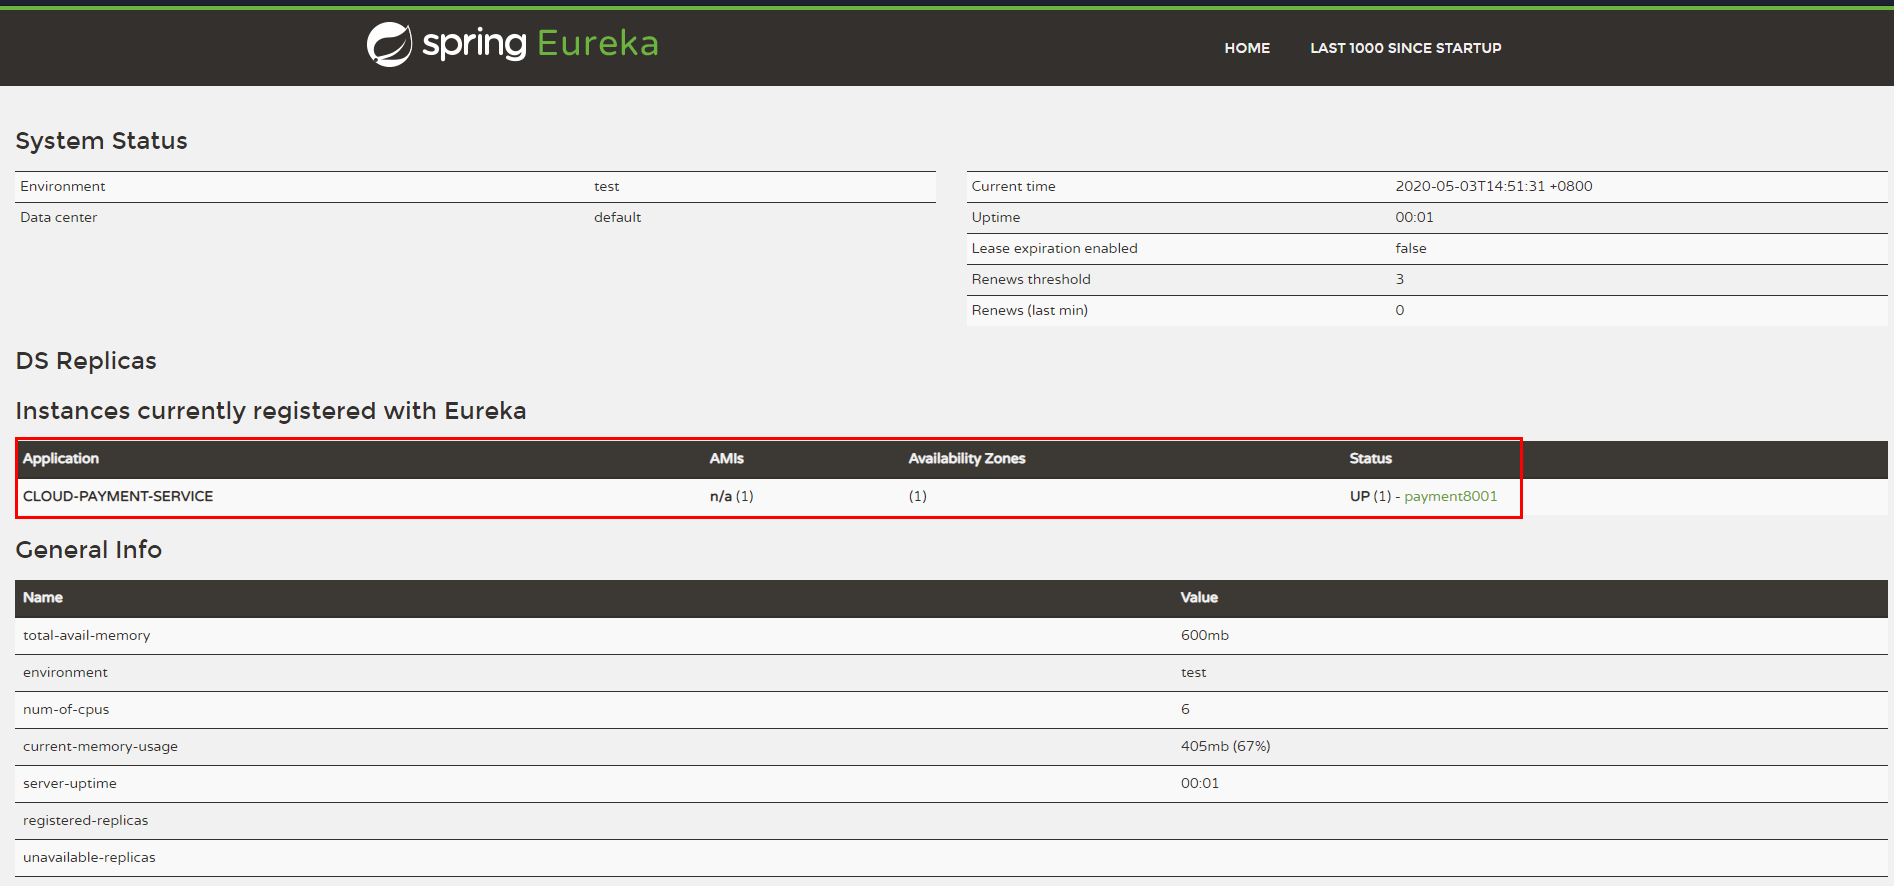 spring Eureka
HOME LAST 1000 SINCE STARTUP
System Status
Environment test
Data center default
Current time 2020-05-03T14:51:31 +0800
Uptime 00:01
Lease expiration enabled false
Renews threshold 3
Renews (last min) 0
DS Replicas
Instances currently registered with Eureka
Application AMIs Availability Zones Status
CLOUD-PAYMENT-SERVICE n/a (1) (1) UP (1) - payment8001
General Info
Name Value
total-avail-memory 600mb
environment test
num-of-cpus 6
current-memory-usage 405mb (67%)
server-uptime 00:01
registered-replicas
unavailable-replicas